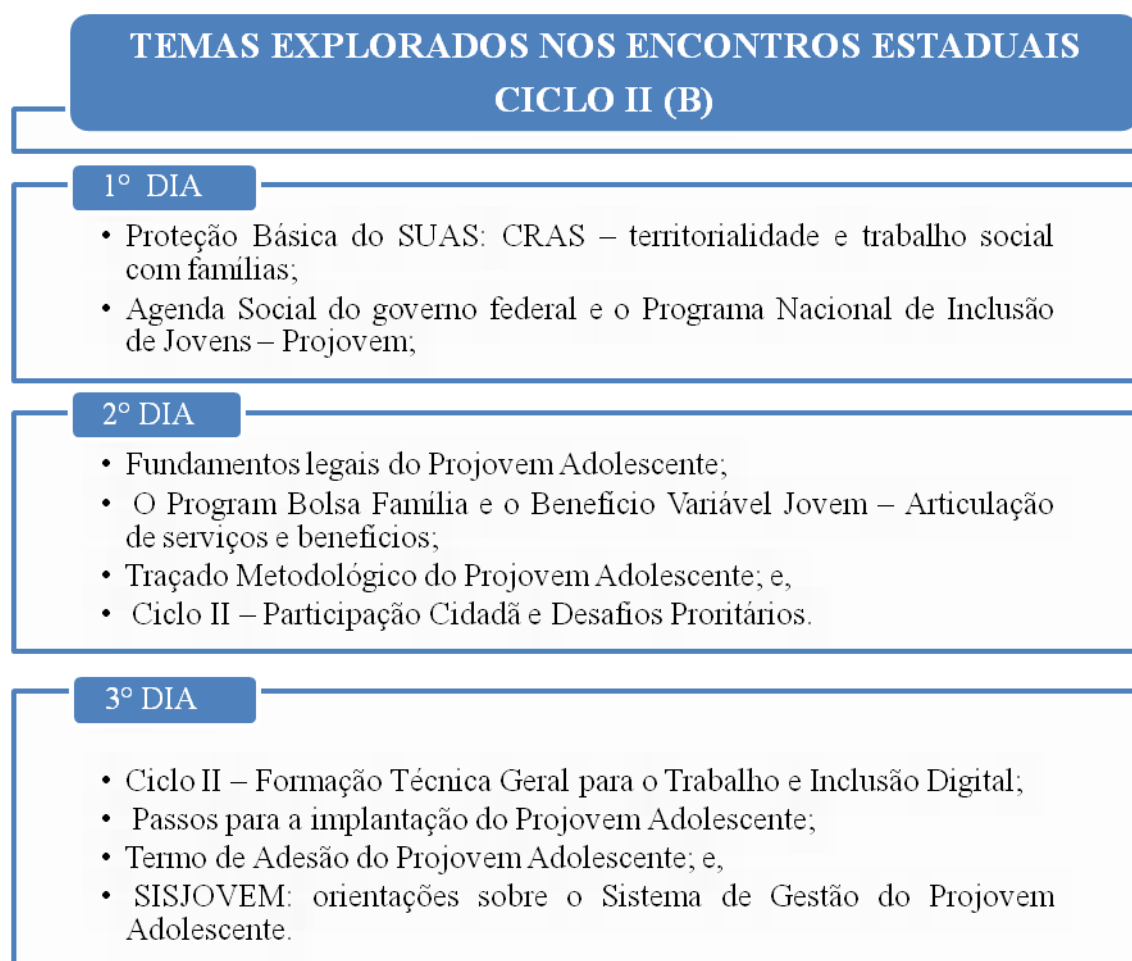 TEMAS EXPLORADOS NOS ENCONTROS ESTADUAIS
CICLO II (B)
1° DIA
• Proteção Básica do SUAS: CRAS – territorialidade e trabalho social
com famílias;
• Agenda Social do governo federal e o Programa Nacional de Inclusão
de Jovens – Projovem;
2° DIA
• Fundamentos legais do Projovem Adolescente;
• O Program Bolsa Família e o Benefício Variável Jovem – Articulação
de serviços e benefícios;
• Traçado Metodológico do Projovem Adolescente; e,
• Ciclo II – Participação Cidadã e Desafios Proritários.
3° DIA
• Ciclo II – Formação Técnica Geral para o Trabalho e Inclusão Digital;
• Passos para a implantação do Projovem Adolescente;
• Termo de Adesão do Projovem Adolescente; e,
• SISJOVEM: orientações sobre o Sistema de Gestão do Projovem
Adolescente.